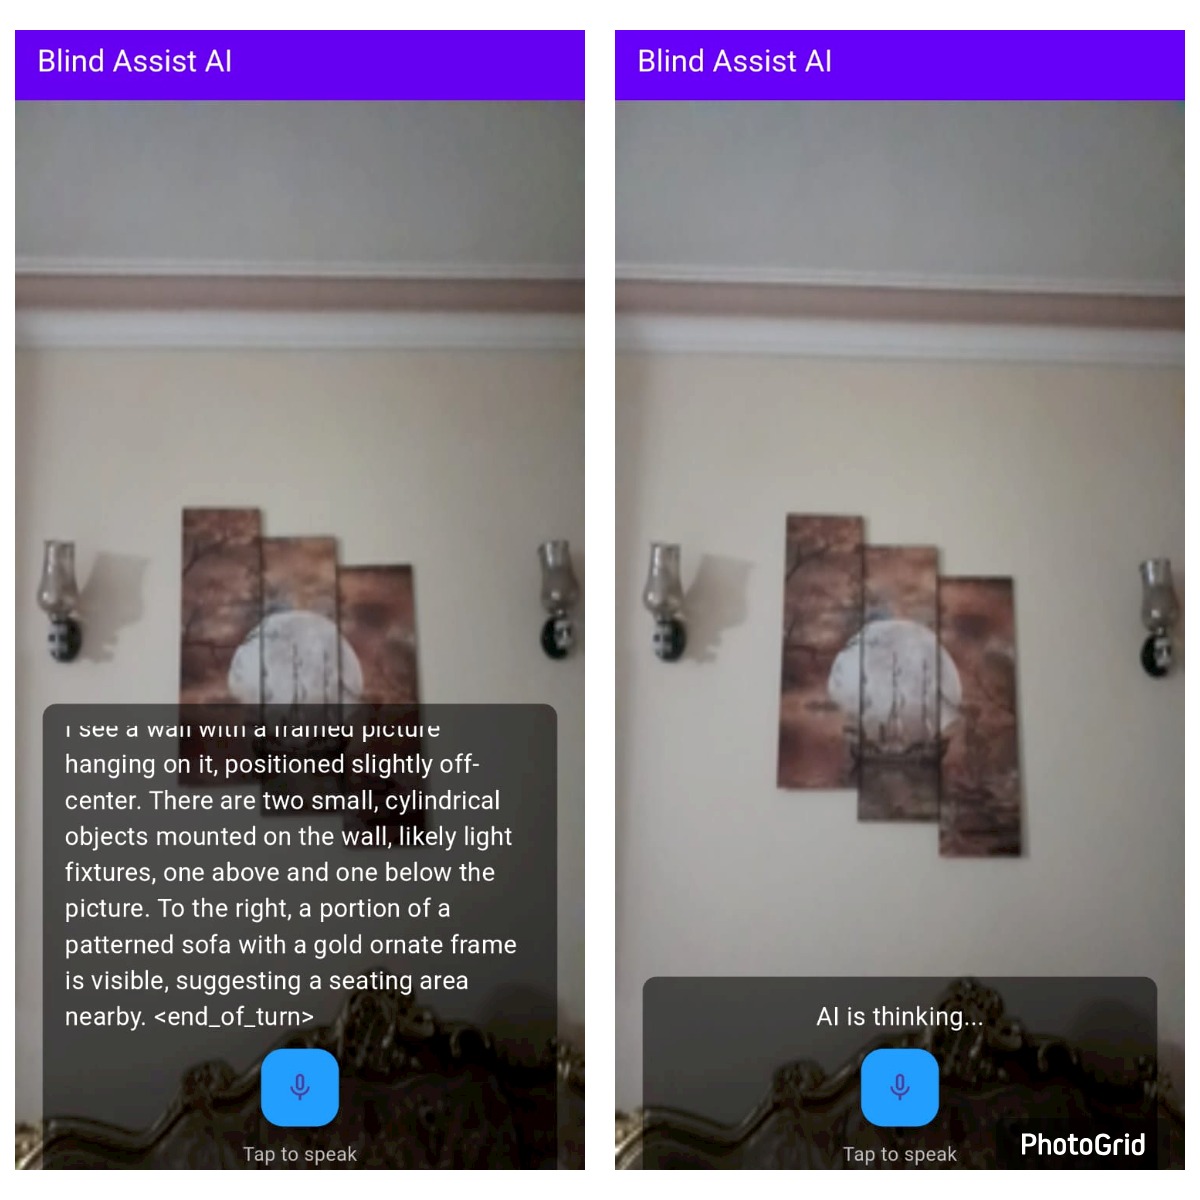 Blind Assist AI
I see a wall with a framed picture
hanging on it, positioned slightly off-
center. There are two small, cylindrical
objects mounted on the wall, likely light
fixtures, one above and one below the
picture. To the right, a portion of a
patterned sofa with a gold ornate frame
is visible, suggesting a seating area
nearby. <end_of_turn>
Tap to speak
Blind Assist AI
AI is thinking...
Tap to speak
PhotoGrid